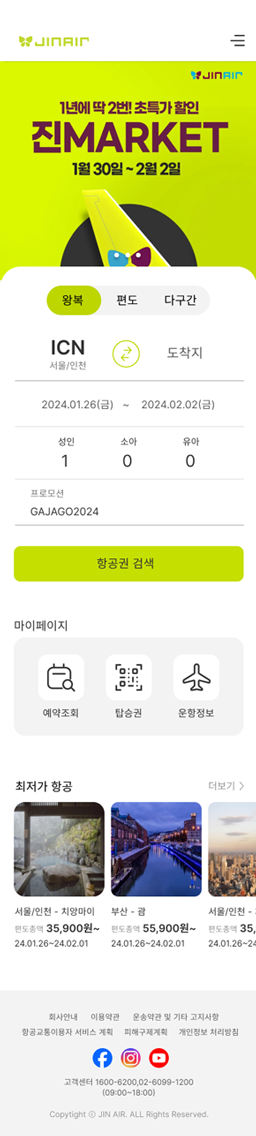 JINAIR
JINAIR
1년에 딱 2번! 초특가 할인
진MARKET
1월 30일 ~ 2월 2일
왕복 편도 다구간
ICN 도착지
서울/인천
2024.01.26(금) ~ 2024.02.02(금)
성인 소아 유아
1 0 0
프로모션
GAJAGO2024
항공권 검색
마이페이지
예약조회 탑승권 운항정보
최저가 항공 더보기
서울/인천 - 치앙마이 부산 - 괌 서울/인천 -
편도총액 35,900원~ 편도총액 55,900원~ 편도총액 35,
24.01.26~24.02.01 24.01.26~24.02.01 24.01.26~24.0
회사안내 이용약관 운송약관 및 기타 고지사항
항공교통이용자 서비스 계획 피해구제계획 개인정보 처리방침
고객센터 1600-6200,02-6099-1200
(09:00~18:00)
Copyright ⓒ JIN AIR. ALL Rights Reserved.